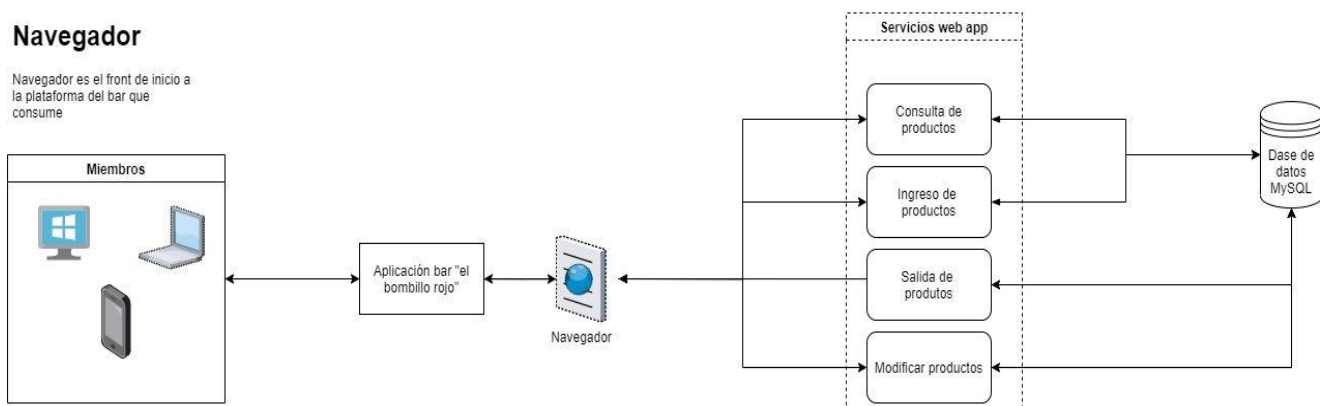 Navegador
Navegador es el front de inicio a
la plataforma del bar que
consume
Miembros
Aplicación bar "el
bombillo rojo"
Navegador
Servicios web app
Consulta de
productos
Ingreso de
productos
Salida de
produtos
Modificar productos
Dase de
datos
MySQL